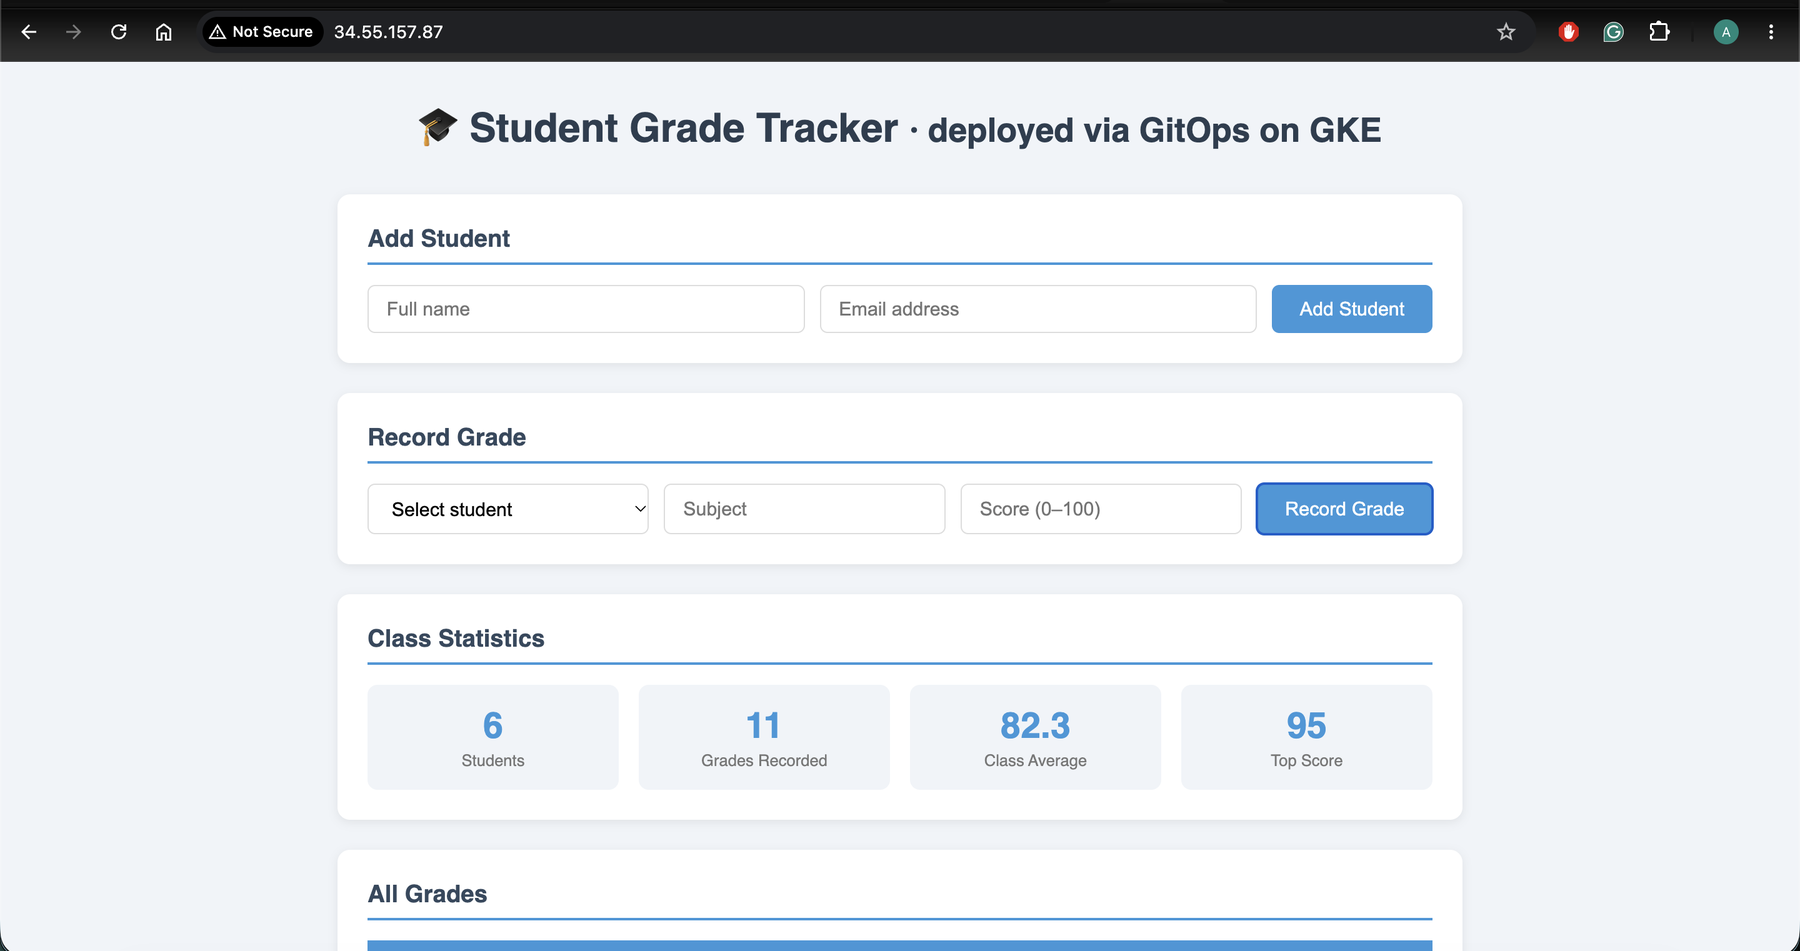 Not Secure 34.55.157.87
A
🎓 Student Grade Tracker · deployed via GitOps on GKE
Add Student
Full name
Email address
Add Student
Record Grade
Select student
Subject
Score (0–100)
Record Grade
Class Statistics
6
Students
11
Grades Recorded
82.3
Class Average
95
Top Score
All Grades